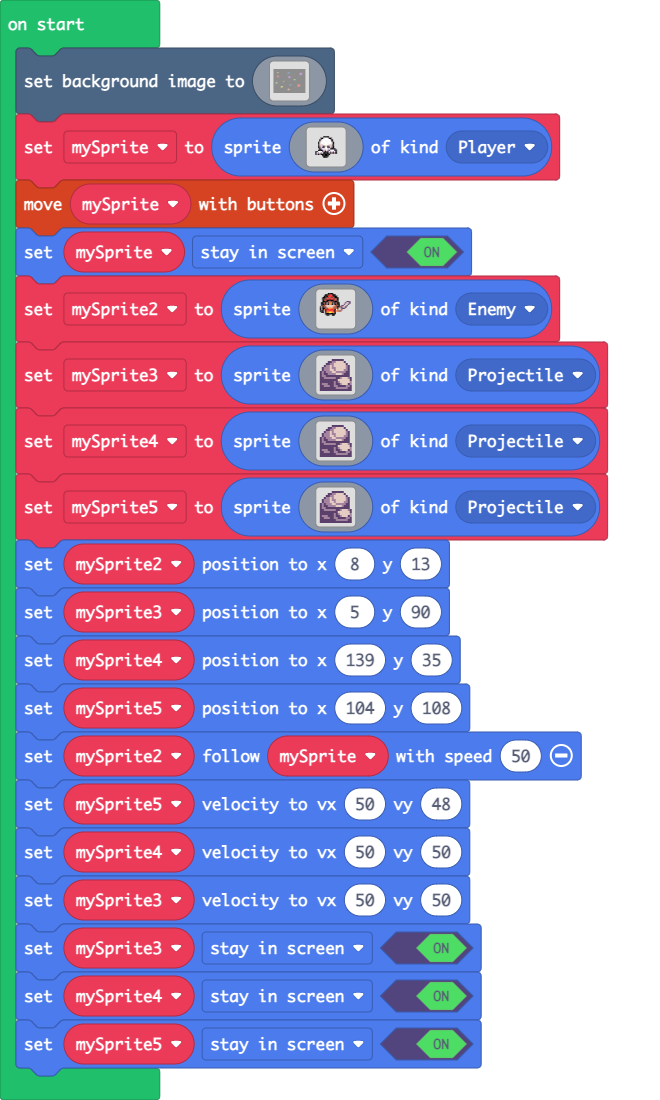 on start
set background image to
set mySprite to sprite of kind Player
move mySprite with buttons
set mySprite stay in screen ON
set mySprite2 to sprite of kind Enemy
set mySprite3 to sprite of kind Projectile
set mySprite4 to sprite of kind Projectile
set mySprite5 to sprite of kind Projectile
set mySprite2 position to x 8 y 13
set mySprite3 position to x 5 y 90
set mySprite4 position to x 139 y 35
set mySprite5 position to x 104 y 108
set mySprite2 follow mySprite with speed 50
set mySprite5 velocity to vx 50 vy 48
set mySprite4 velocity to vx 50 vy 50
set mySprite3 velocity to vx 50 vy 50
set mySprite3 stay in screen ON
set mySprite4 stay in screen ON
set mySprite5 stay in screen ON